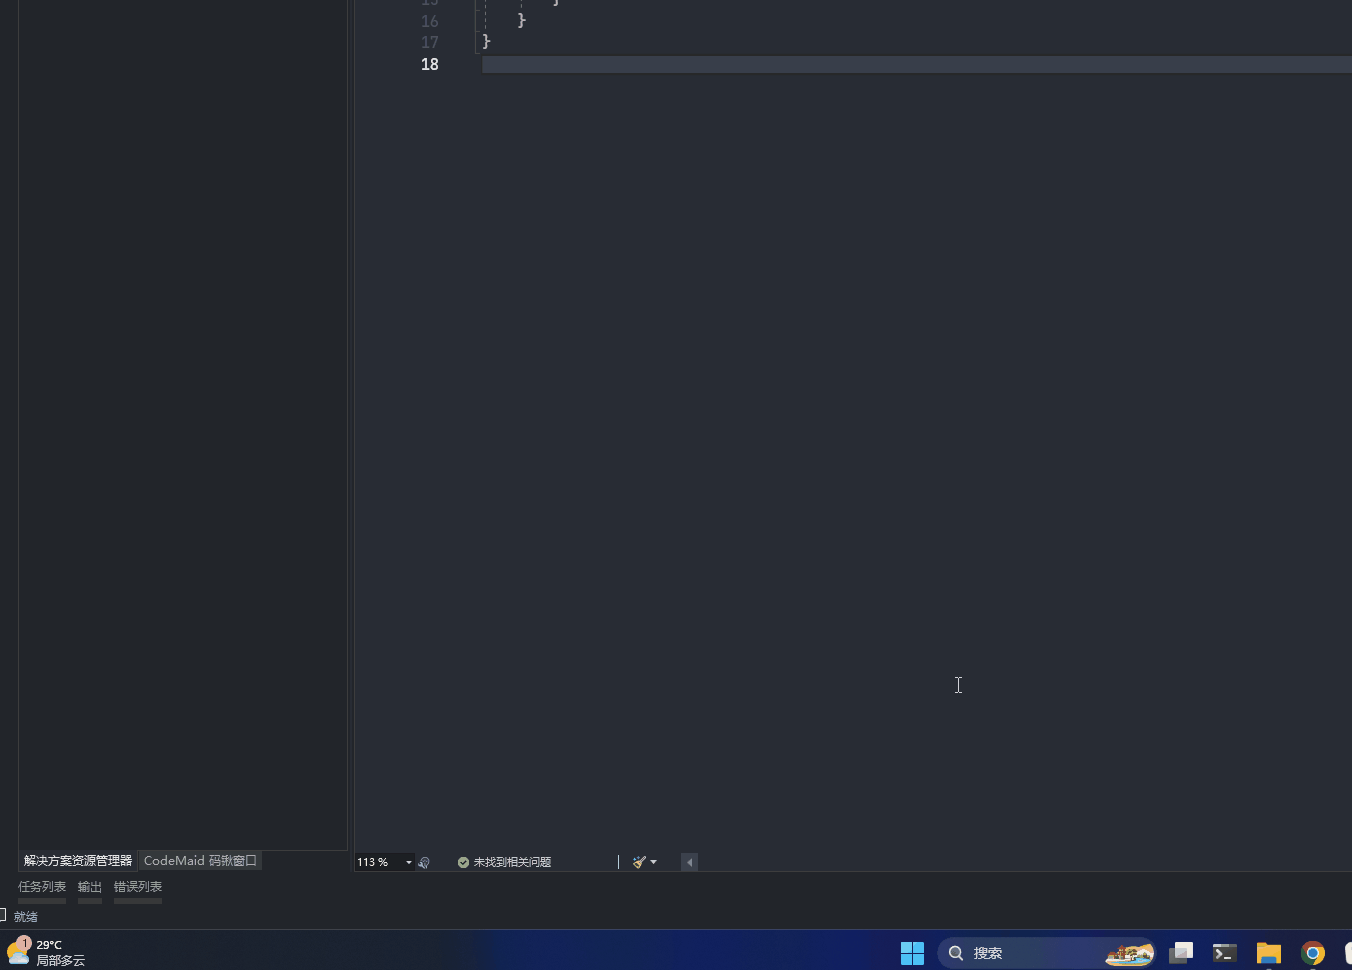 15 }
16 }
17 }
18
解决方案资源管理器 CodeMaid 码锹窗口
113 % 未找到相关问题
任务列表 输出 错误列表
就绪
1 29°C
局部多云
搜索